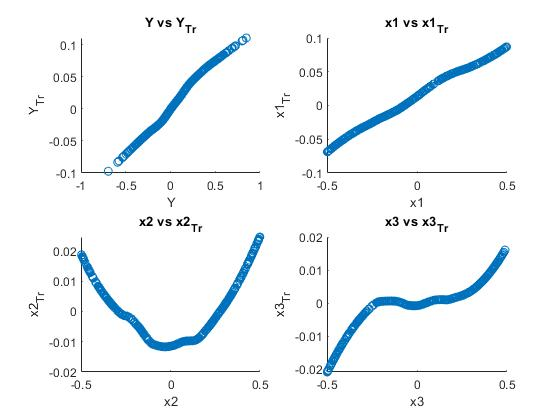 Y vs Y_Tr
0.1
0.05
0
-0.05
-0.1
Y_Tr
-1 -0.5 0 0.5 1
Y
x1 vs x1_Tr
0.1
0.05
0
-0.05
-0.1
x1_Tr
-0.5 0 0.5
x1
x2 vs x2_Tr
0.02
0.01
0
-0.01
-0.02
x2_Tr
-0.5 0 0.5
x2
x3 vs x3_Tr
0.02
0.01
0
-0.01
-0.02
x3_Tr
-0.5 0 0.5
x3